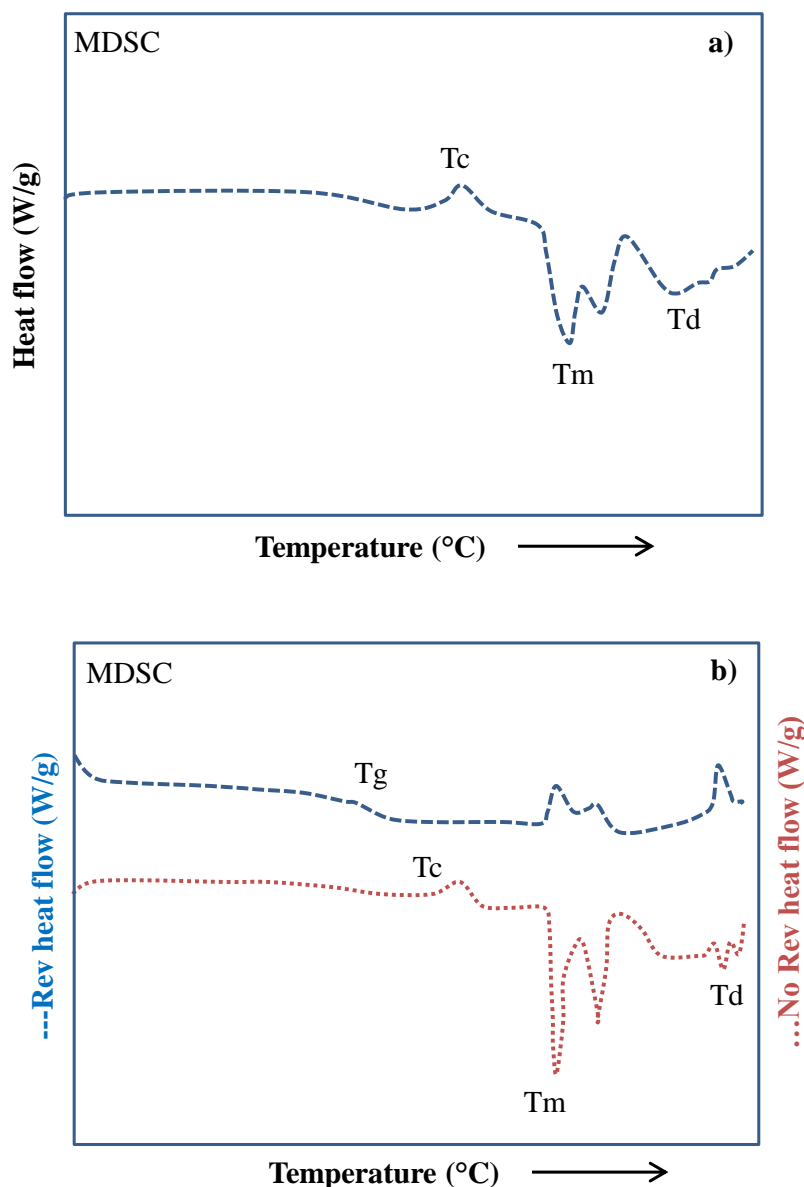 MDSC
a)
Tc
Heat flow (W/g)
Tm
Td
Temperature (°C)
MDSC
b)
Tg
Tc
---Rev heat flow (W/g)
…No Rev heat flow (W/g)
Td
Tm
Temperature (°C)